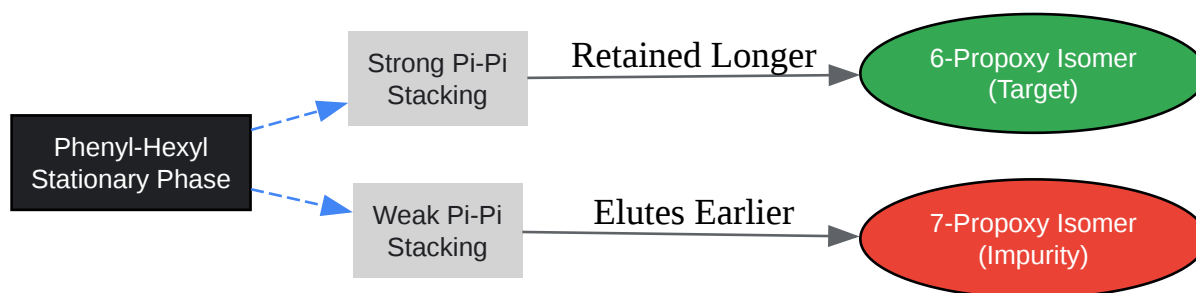 Phenyl-Hexyl
Stationary Phase
Strong Pi-Pi
Stacking
Retained Longer
6-Propoxy Isomer
(Target)
Weak Pi-Pi
Stacking
Elutes Earlier
7-Propoxy Isomer
(Impurity)